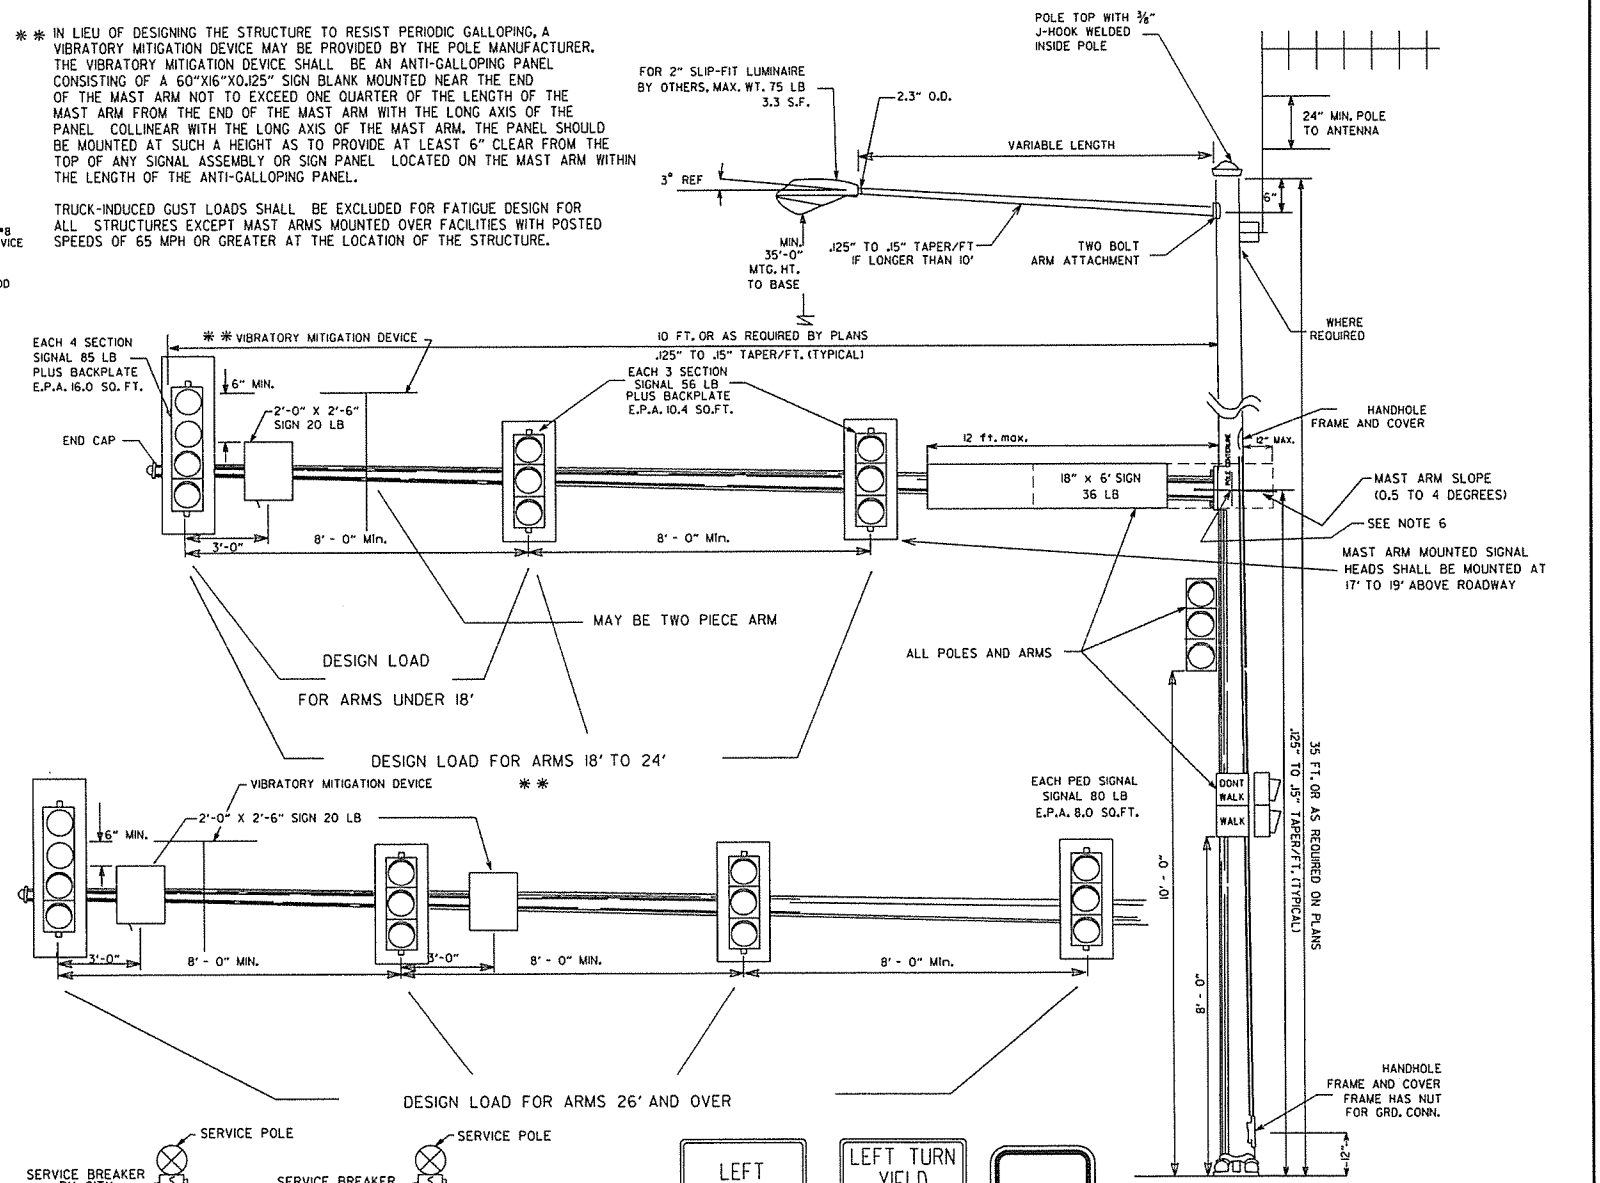 * * IN LIEU OF DESIGNING THE STRUCTURE TO RESIST PERIODIC GALLOPING, A
VIBRATORY MITIGATION DEVICE MAY BE PROVIDED BY THE POLE MANUFACTURER.
THE VIBRATORY MITIGATION DEVICE SHALL BE AN ANTI-GALLOPING PANEL
CONSISTING OF A 60"X16"X0.125" SIGN BLANK MOUNTED NEAR THE END
OF THE MAST ARM NOT TO EXCEED ONE QUARTER OF THE LENGTH OF THE
MAST ARM FROM THE END OF THE MAST ARM WITH THE LONG AXIS OF THE
PANEL COLLINEAR WITH THE LONG AXIS OF THE MAST ARM. THE PANEL SHOULD
BE MOUNTED AT SUCH A HEIGHT AS TO PROVIDE AT LEAST 6" CLEAR FROM THE
TOP OF ANY SIGNAL ASSEMBLY OR SIGN PANEL LOCATED ON THE MAST ARM WITHIN
THE LENGTH OF THE ANTI-GALLOPING PANEL.
TRUCK-INDUCED GUST LOADS SHALL BE EXCLUDED FOR FATIGUE DESIGN FOR
ALL STRUCTURES EXCEPT MAST ARMS MOUNTED OVER FACILITIES WITH POSTED
SPEEDS OF 65 MPH OR GREATER AT THE LOCATION OF THE STRUCTURE.
POLE TOP WITH 3/8"
J-HOOK WELDED
INSIDE POLE
FOR 2" SLIP-FIT LUMINAIRE
BY OTHERS, MAX. WT. 75 LB
3.3 S.F.
2.3" O.D.
24" MIN. POLE
TO ANTENNA
VARIABLE LENGTH
3° REF
6"
MIN.
35'-0"
MTG. HT.
TO BASE
.125" TO .15" TAPER/FT
IF LONGER THAN 10'
TWO BOLT
ARM ATTACHMENT
WHERE
REQUIRED
EACH 4 SECTION
SIGNAL 85 LB
PLUS BACKPLATE
E.P.A. 16.0 SQ. FT.
* * VIBRATORY MITIGATION DEVICE
10 FT. OR AS REQUIRED BY PLANS
.125" TO .15" TAPER/FT. (TYPICAL)
EACH 3 SECTION
SIGNAL 56 LB
PLUS BACKPLATE
E.P.A. 10.4 SQ.FT.
6" MIN.
2'-0" X 2'-6"
SIGN 20 LB
END CAP
HANDHOLE
FRAME AND COVER
12 ft. max.
12" MAX.
POLE CENTERLINE
18" x 6' SIGN
36 LB
MAST ARM SLOPE
(0.5 TO 4 DEGREES)
SEE NOTE 6
MAST ARM MOUNTED SIGNAL
HEADS SHALL BE MOUNTED AT
17' TO 19' ABOVE ROADWAY
3'-0"
8' - 0" Min.
8' - 0" Min.
MAY BE TWO PIECE ARM
DESIGN LOAD
FOR ARMS UNDER 18'
ALL POLES AND ARMS
DESIGN LOAD FOR ARMS 18' TO 24'
VIBRATORY MITIGATION DEVICE * *
2'-0" X 2'-6" SIGN 20 LB
6" MIN.
EACH PED SIGNAL
SIGNAL 80 LB
E.P.A. 8.0 SQ.FT.
DONT
WALK
WALK
35 FT. OR AS REQUIRED ON PLANS
.125" TO .15" TAPER/FT. (TYPICAL)
10' - 0"
8' - 0"
3'-0"
8' - 0" MIN.
3'-0"
8' - 0" MIN.
8' - 0" Min.
DESIGN LOAD FOR ARMS 26' AND OVER
HANDHOLE
FRAME AND COVER
FRAME HAS NUT
FOR GRD. CONN.
12"
SERVICE POLE
SERVICE POLE
SERVICE BREAKER
SERVICE BREAKER
LEFT
LEFT TURN
YIELD